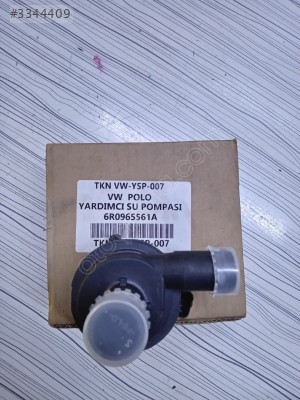 #3344409
TKN VW-YSP-007
VW POLO
YARDIMCI SU POMPASI
6R0965561A